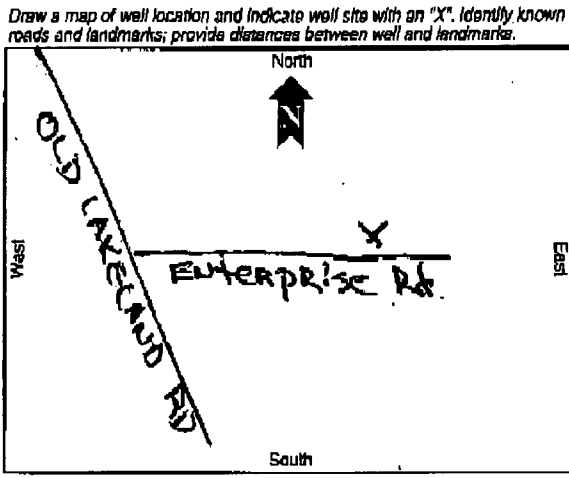 Draw a map of well location and indicate well site with an "X". Identify known
roads and landmarks; provide distances between well and landmarks.
North
N
OLD LAKELAND RD
X
West
Enterprise Rd.
East
South